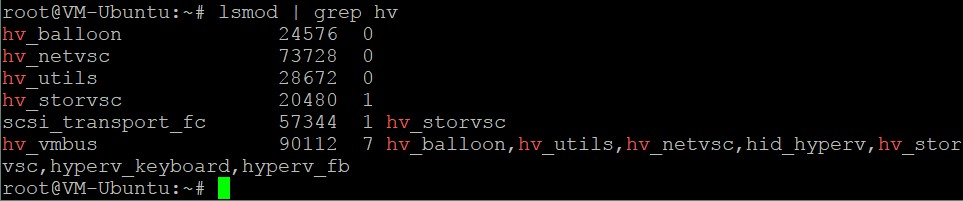 root@VM-Ubuntu:~# lsmod | grep hv
hv_balloon             24576  0
hv_netvsc              73728  0
hv_utils               28672  0
hv_storvsc             20480  1
scsi_transport_fc      57344  1 hv_storvsc
hv_vmbus               90112  7 hv_balloon,hv_utils,hv_netvsc,hid_hyperv,hv_stor
vsc,hyperv_keyboard,hyperv_fb
root@VM-Ubuntu:~#